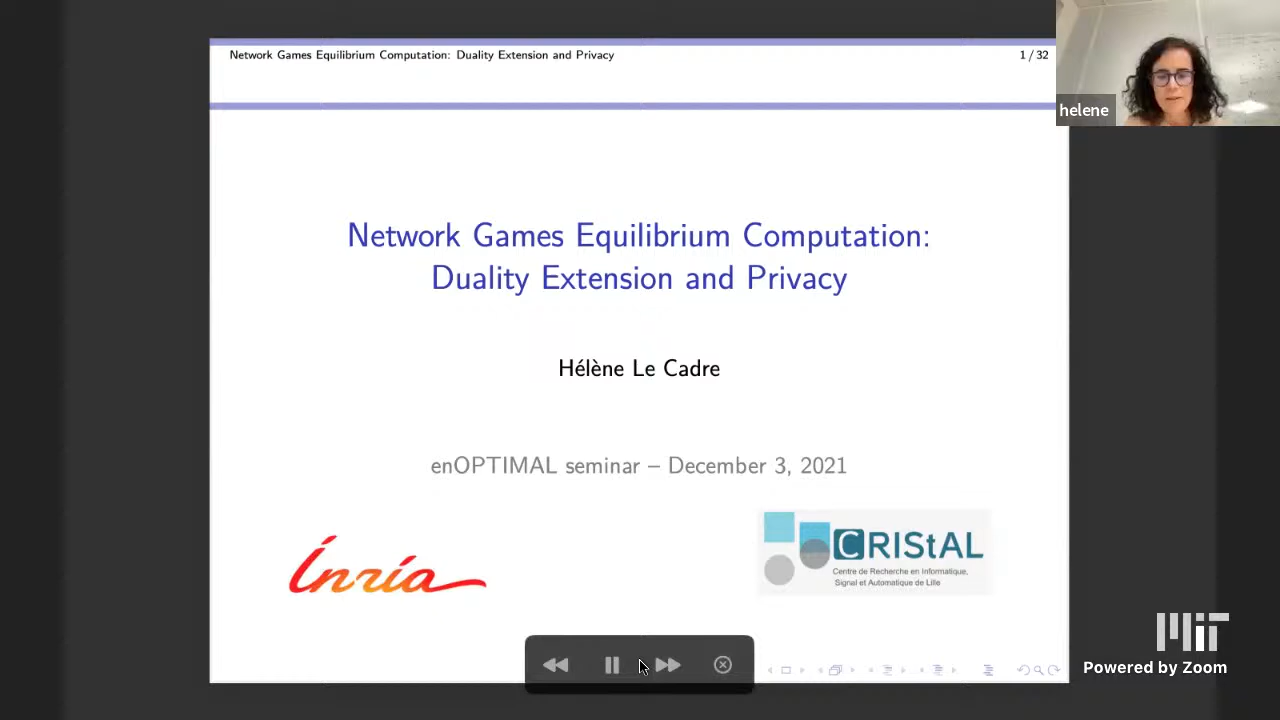 Network Games Equilibrium Computation: Duality Extension and Privacy
1 / 32
helene
Network Games Equilibrium Computation:
Duality Extension and Privacy
Hélène Le Cadre
enOPTIMAL seminar – December 3, 2021
Inria
CRIStAL
Centre de Recherche en Informatique,
Signal et Automatique de Lille
MIT
Powered by Zoom